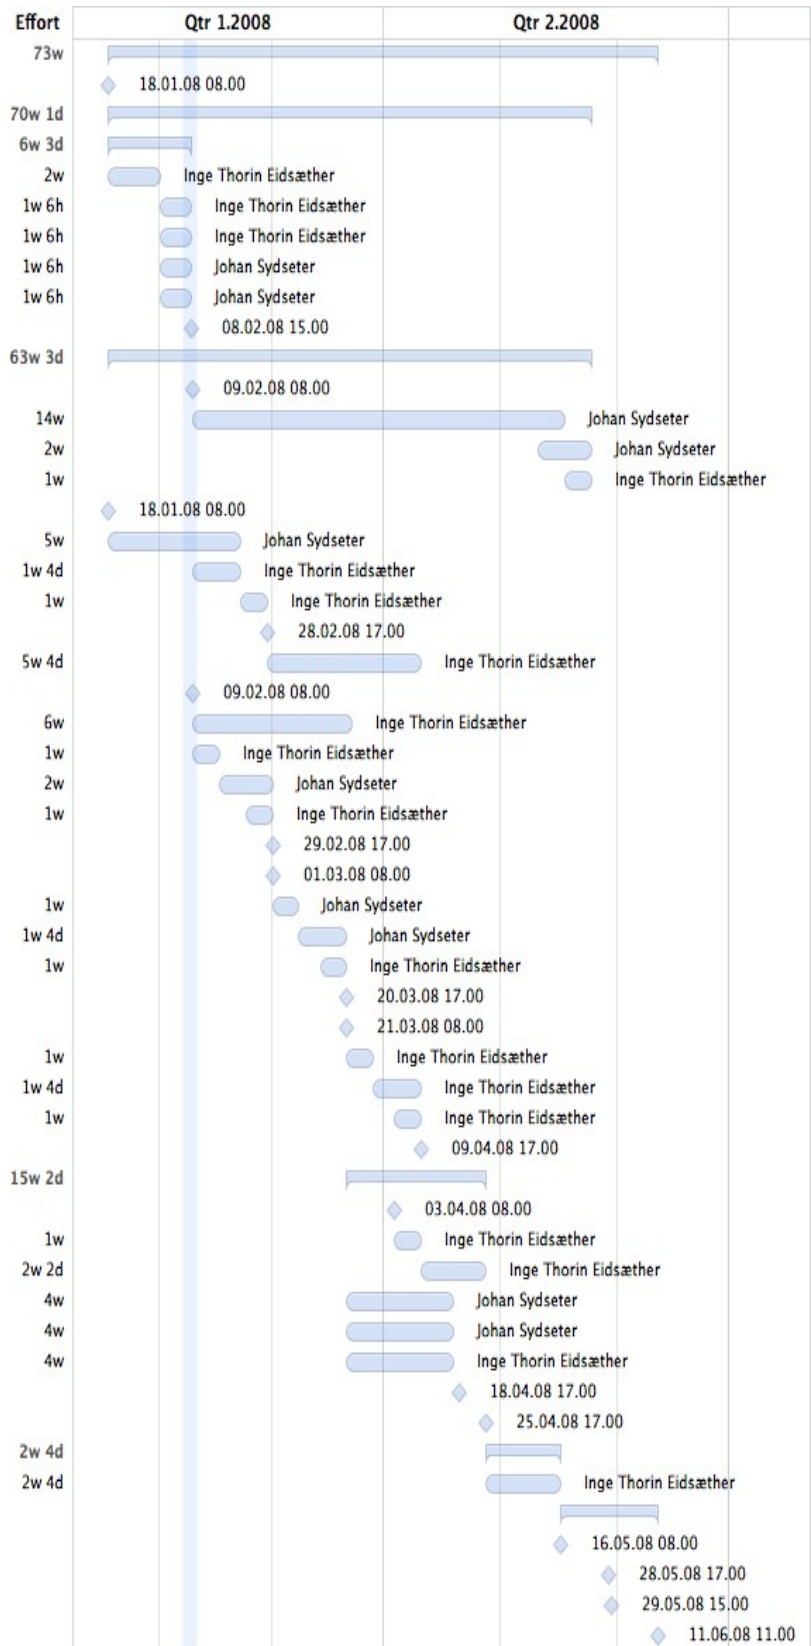 Effort Qtr 1.2008 Qtr 2.2008
73w
18.01.08 08.00
70w 1d
6w 3d
2w Inge Thorin Eidsæther
1w 6h Inge Thorin Eidsæther
1w 6h Inge Thorin Eidsæther
1w 6h Johan Sydseter
1w 6h Johan Sydseter
08.02.08 15.00
63w 3d
09.02.08 08.00
14w Johan Sydseter
2w Johan Sydseter
1w Inge Thorin Eidsæther
18.01.08 08.00
5w Johan Sydseter
1w 4d Inge Thorin Eidsæther
1w Inge Thorin Eidsæther
28.02.08 17.00
5w 4d Inge Thorin Eidsæther
09.02.08 08.00
6w Inge Thorin Eidsæther
1w Inge Thorin Eidsæther
2w Johan Sydseter
1w Inge Thorin Eidsæther
29.02.08 17.00
01.03.08 08.00
1w Johan Sydseter
1w 4d Johan Sydseter
1w Inge Thorin Eidsæther
20.03.08 17.00
21.03.08 08.00
1w Inge Thorin Eidsæther
1w 4d Inge Thorin Eidsæther
1w Inge Thorin Eidsæther
09.04.08 17.00
15w 2d
03.04.08 08.00
1w Inge Thorin Eidsæther
2w 2d Inge Thorin Eidsæther
4w Johan Sydseter
4w Johan Sydseter
4w Inge Thorin Eidsæther
18.04.08 17.00
25.04.08 17.00
2w 4d
2w 4d Inge Thorin Eidsæther
16.05.08 08.00
28.05.08 17.00
29.05.08 15.00
11.06.08 11.00